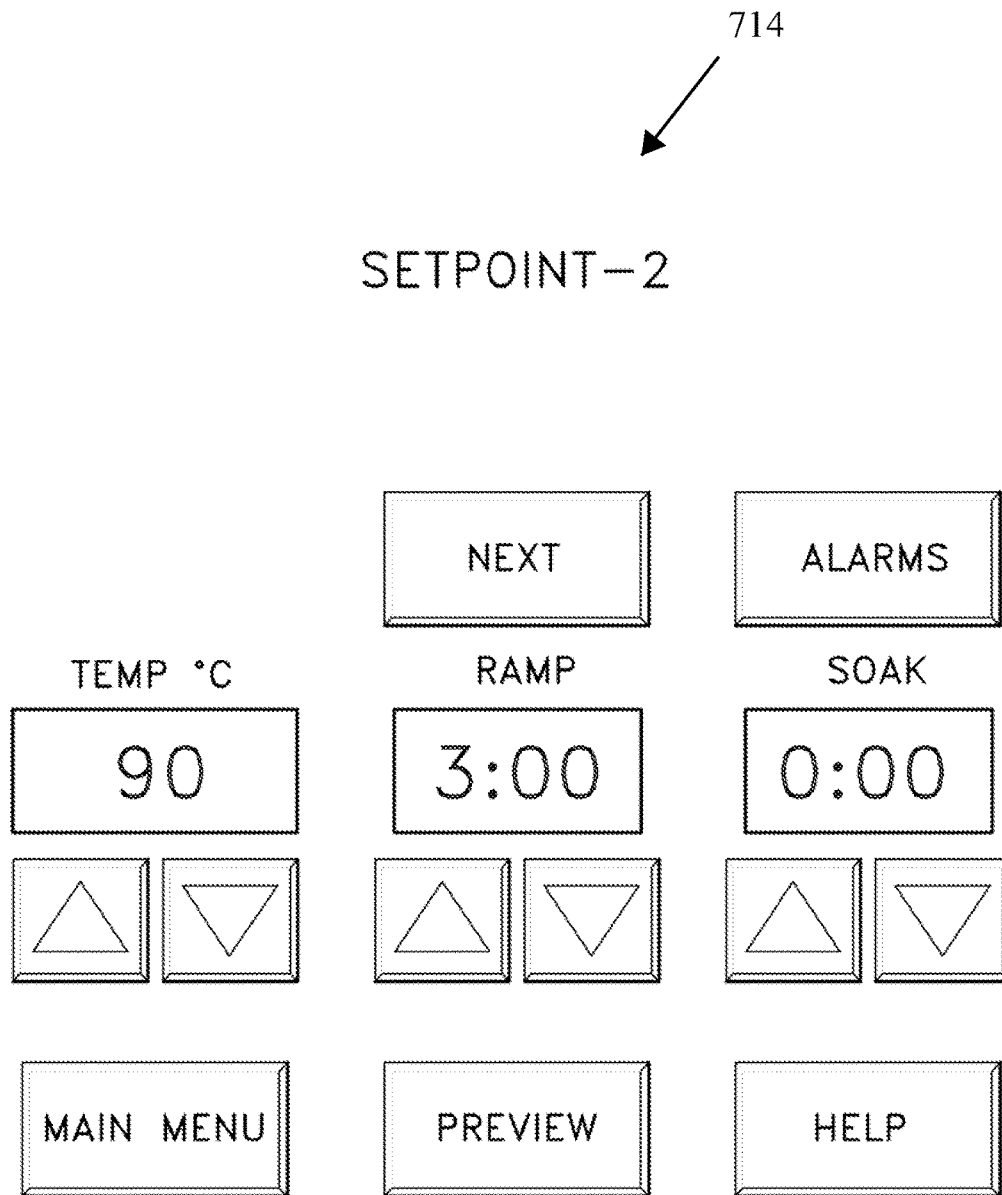 714
SETPOINT-2
NEXT ALARMS
TEMP °C RAMP SOAK
90 3:00 0:00
MAIN MENU PREVIEW HELP